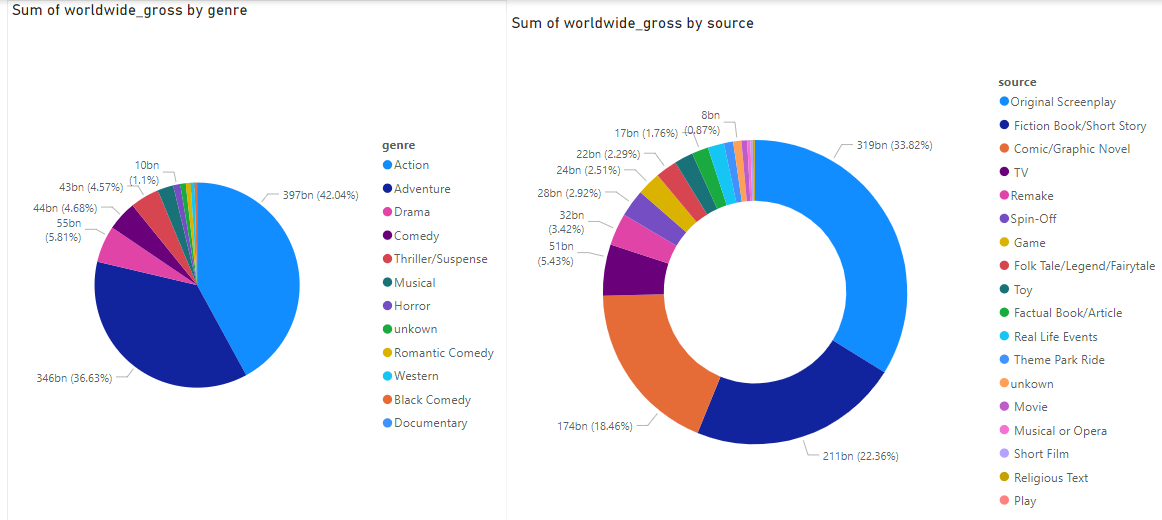 Sum of worldwide_gross by genre
10bn
(1.1%)
43bn (4.57%)
44bn (4.68%)
55bn
(5.81%)
397bn (42.04%)
346bn (36.63%)
genre
Action
Adventure
Drama
Comedy
Thriller/Suspense
Musical
Horror
unkown
Romantic Comedy
Western
Black Comedy
Documentary
Sum of worldwide_gross by source
8bn
(0.87%)
17bn (1.76%)
22bn (2.29%)
24bn (2.51%)
28bn (2.92%)
32bn
(3.42%)
51bn
(5.43%)
319bn (33.82%)
174bn (18.46%)
211bn (22.36%)
source
Original Screenplay
Fiction Book/Short Story
Comic/Graphic Novel
TV
Remake
Spin-Off
Game
Folk Tale/Legend/Fairytale
Toy
Factual Book/Article
Real Life Events
Theme Park Ride
unkown
Movie
Musical or Opera
Short Film
Religious Text
Play